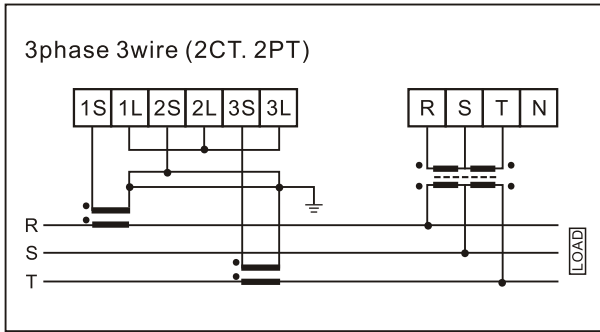 3phase 3wire (2CT. 2PT)
1S 1L 2S 2L 3S 3L
R S T N
R
S
T
LOAD